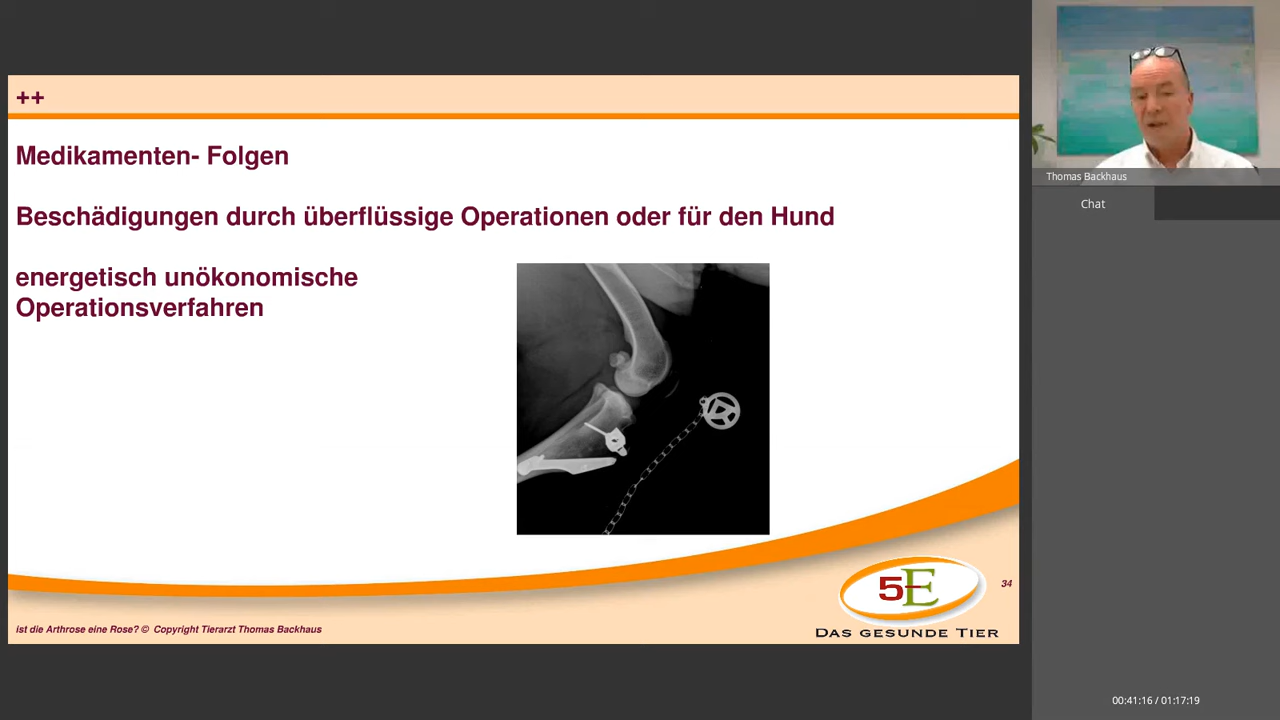 ++
Medikamenten- Folgen
Beschädigungen durch überflüssige Operationen oder für den Hund
energetisch unökonomische
Operationsverfahren
5E
34
DAS GESUNDE TIER
ist die Arthrose eine Rose? © Copyright Tierarzt Thomas Backhaus
Thomas Backhaus
Chat
00:41:16 / 01:17:19